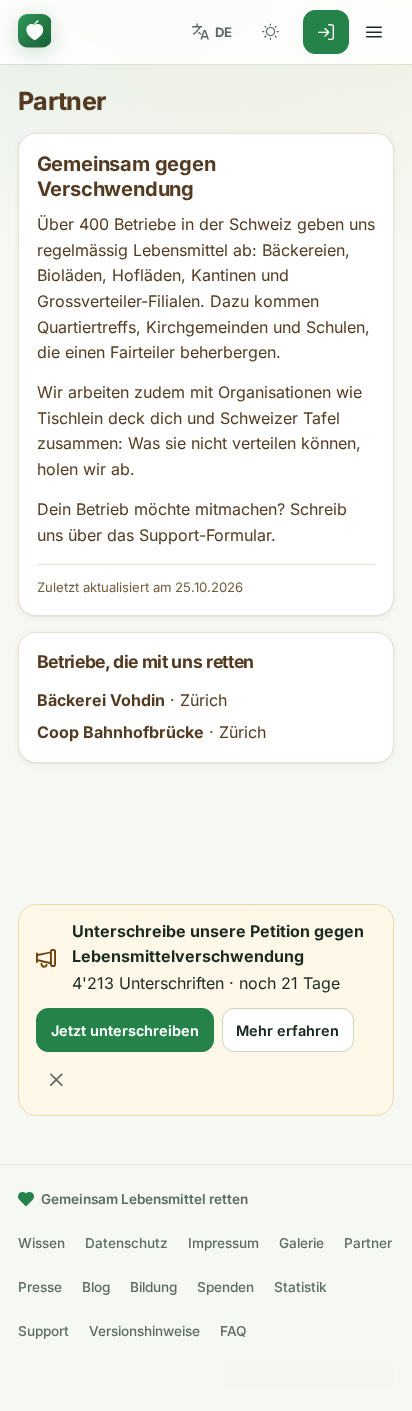 DE
Partner
Gemeinsam gegen
Verschwendung
Über 400 Betriebe in der Schweiz geben uns
regelmässig Lebensmittel ab: Bäckereien,
Bioläden, Hofläden, Kantinen und
Grossverteiler-Filialen. Dazu kommen
Quartiertreffs, Kirchgemeinden und Schulen,
die einen Fairteiler beherbergen.
Wir arbeiten zudem mit Organisationen wie
Tischlein deck dich und Schweizer Tafel
zusammen: Was sie nicht verteilen können,
holen wir ab.
Dein Betrieb möchte mitmachen? Schreib
uns über das Support-Formular.
Zuletzt aktualisiert am 25.10.2026
Betriebe, die mit uns retten
Bäckerei Vohdin · Zürich
Coop Bahnhofbrücke · Zürich
Unterschreibe unsere Petition gegen
Lebensmittelverschwendung
4'213 Unterschriften · noch 21 Tage
Jetzt unterschreiben Mehr erfahren
Gemeinsam Lebensmittel retten
Wissen Datenschutz Impressum Galerie Partner
Presse Blog Bildung Spenden Statistik
Support Versionshinweise FAQ